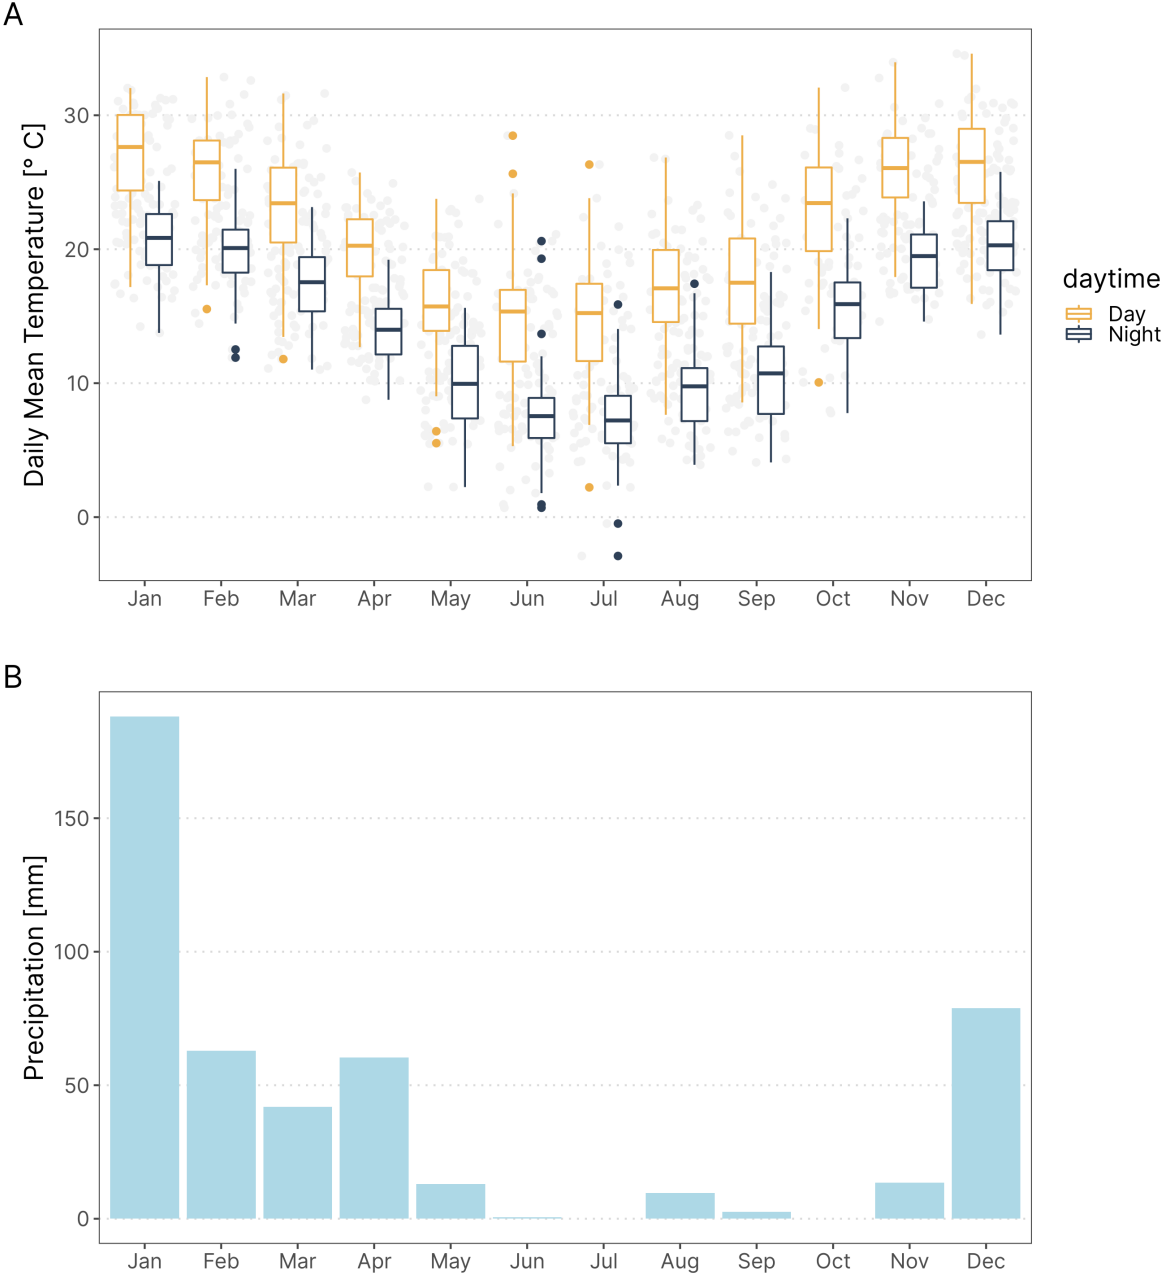 A
Daily Mean Temperature [° C]
30
20
10
0
Jan Feb Mar Apr May Jun Jul Aug Sep Oct Nov Dec
daytime
Day
Night
B
Precipitation [mm]
150
100
50
0
Jan Feb Mar Apr May Jun Jul Aug Sep Oct Nov Dec